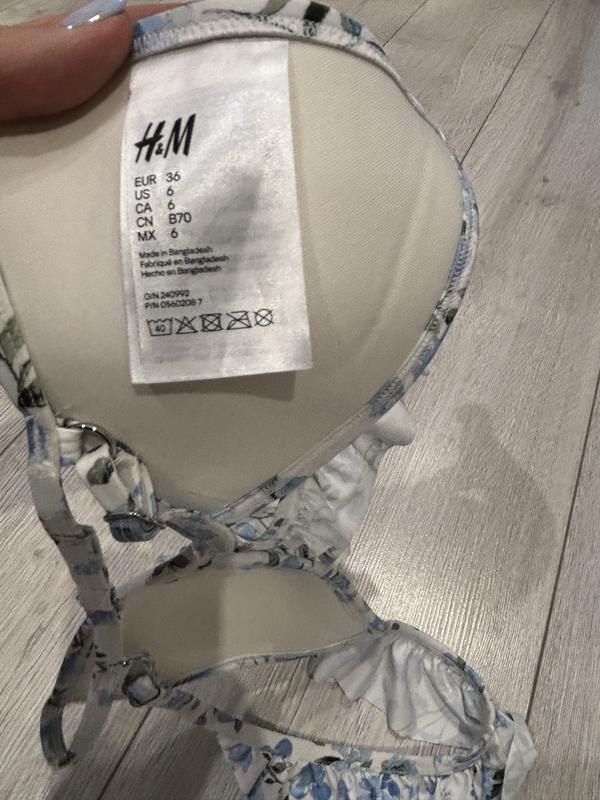 H&M
EUR 36
US 6
CA 6
CN B70
MX 6
Made in Bangladesh
Fabriqué en Bangladesh
Hecho en Bangladesh
O/N 240992
P/N 0560208 7
40